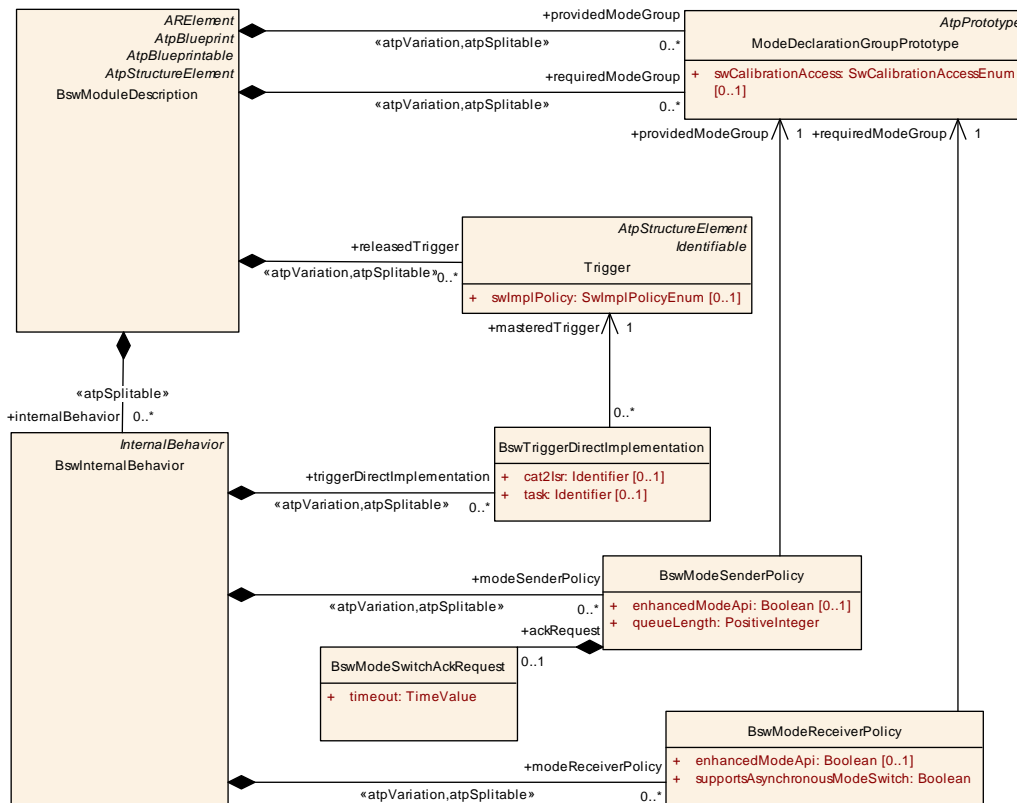 ARElement
AtpBlueprint
AtpBlueprintable
AtpStructureElement
BswModuleDescription
+providedModeGroup
«atpVariation,atpSplitable»
0..*
AtpPrototype
ModeDeclarationGroupPrototype
+ swCalibrationAccess: SwCalibrationAccessEnum
[0..1]
+requiredModeGroup
«atpVariation,atpSplitable»
0..*
+providedModeGroup
1
+requiredModeGroup
1
+releasedTrigger
«atpVariation,atpSplitable»
0..*
AtpStructureElement
Identifiable
Trigger
+ swImplPolicy: SwImplPolicyEnum [0..1]
+masteredTrigger
1
«atpSplitable»
+internalBehavior
0..*
0..*
InternalBehavior
BswInternalBehavior
+triggerDirectImplementation
«atpVariation,atpSplitable»
0..*
BswTriggerDirectImplementation
+ cat2Isr: Identifier [0..1]
+ task: Identifier [0..1]
+modeSenderPolicy
«atpVariation,atpSplitable»
0..*
BswModeSenderPolicy
+ enhancedModeApi: Boolean [0..1]
+ queueLength: PositiveInteger
+ackRequest
0..1
BswModeSwitchAckRequest
+ timeout: TimeValue
+modeReceiverPolicy
«atpVariation,atpSplitable»
0..*
BswModeReceiverPolicy
+ enhancedModeApi: Boolean [0..1]
+ supportsAsynchronousModeSwitch: Boolean